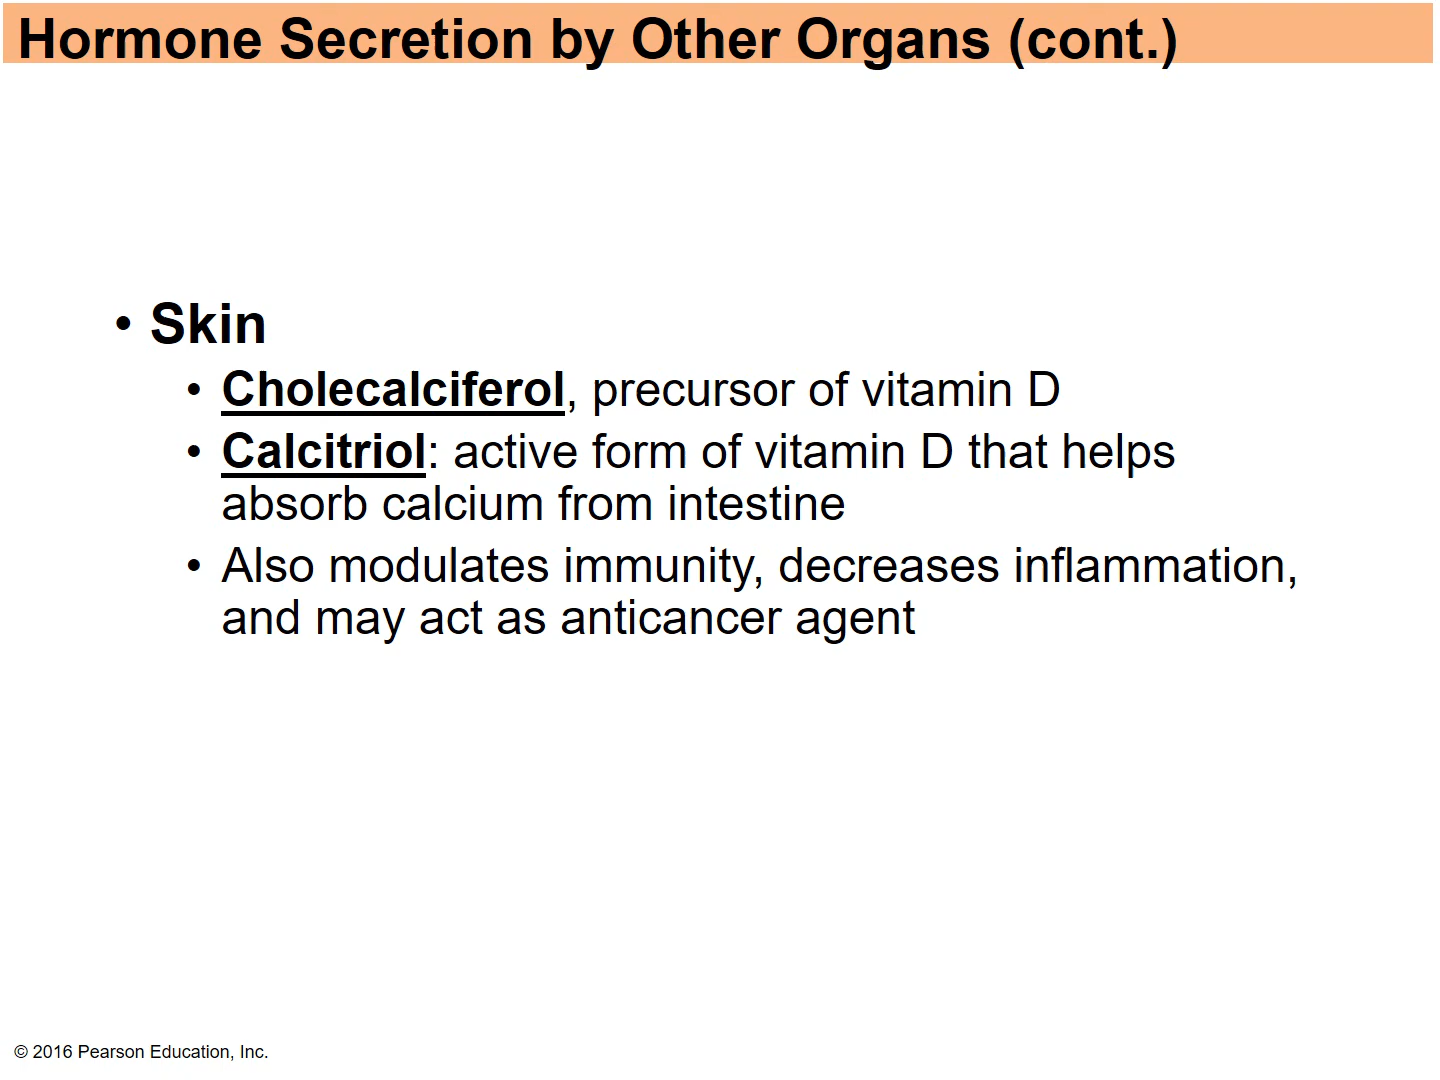 Hormone Secretion by Other Organs (cont.)
• Skin
• Cholecalciferol, precursor of vitamin D
• Calcitriol: active form of vitamin D that helps
absorb calcium from intestine
• Also modulates immunity, decreases inflammation,
and may act as anticancer agent
© 2016 Pearson Education, Inc.